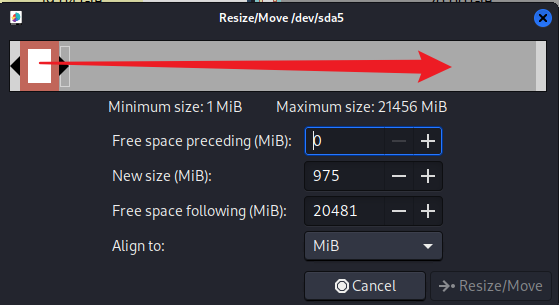 Resize/Move /dev/sda5
Minimum size: 1 MiB Maximum size: 21456 MiB
Free space preceding (MiB): 0
New size (MiB): 975
Free space following (MiB): 20481
Align to: MiB
Cancel Resize/Move